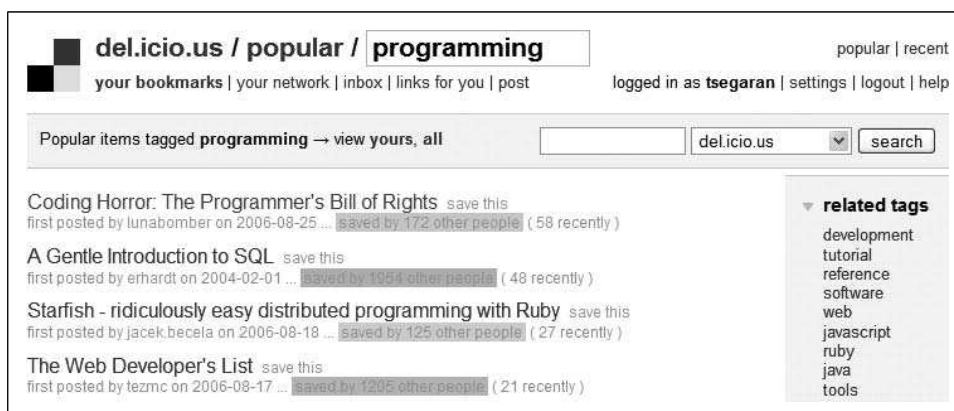 del.icio.us / popular / programming
popular | recent
your bookmarks | your network | inbox | links for you | post
logged in as tsegaran | settings | logout | help
Popular items tagged programming → view yours, all
del.icio.us
search
Coding Horror: The Programmer's Bill of Rights save this
first posted by lunabomber on 2006-08-25 ... saved by 172 other people ( 58 recently )
A Gentle Introduction to SQL save this
first posted by erhardt on 2004-02-01 ... saved by 1954 other people ( 48 recently )
Starfish - ridiculously easy distributed programming with Ruby save this
first posted by jacek.becela on 2006-08-18 ... saved by 125 other people ( 27 recently )
The Web Developer's List save this
first posted by tezmc on 2006-08-17 ... saved by 1205 other people ( 21 recently )
related tags
development
tutorial
reference
software
web
javascript
ruby
java
tools